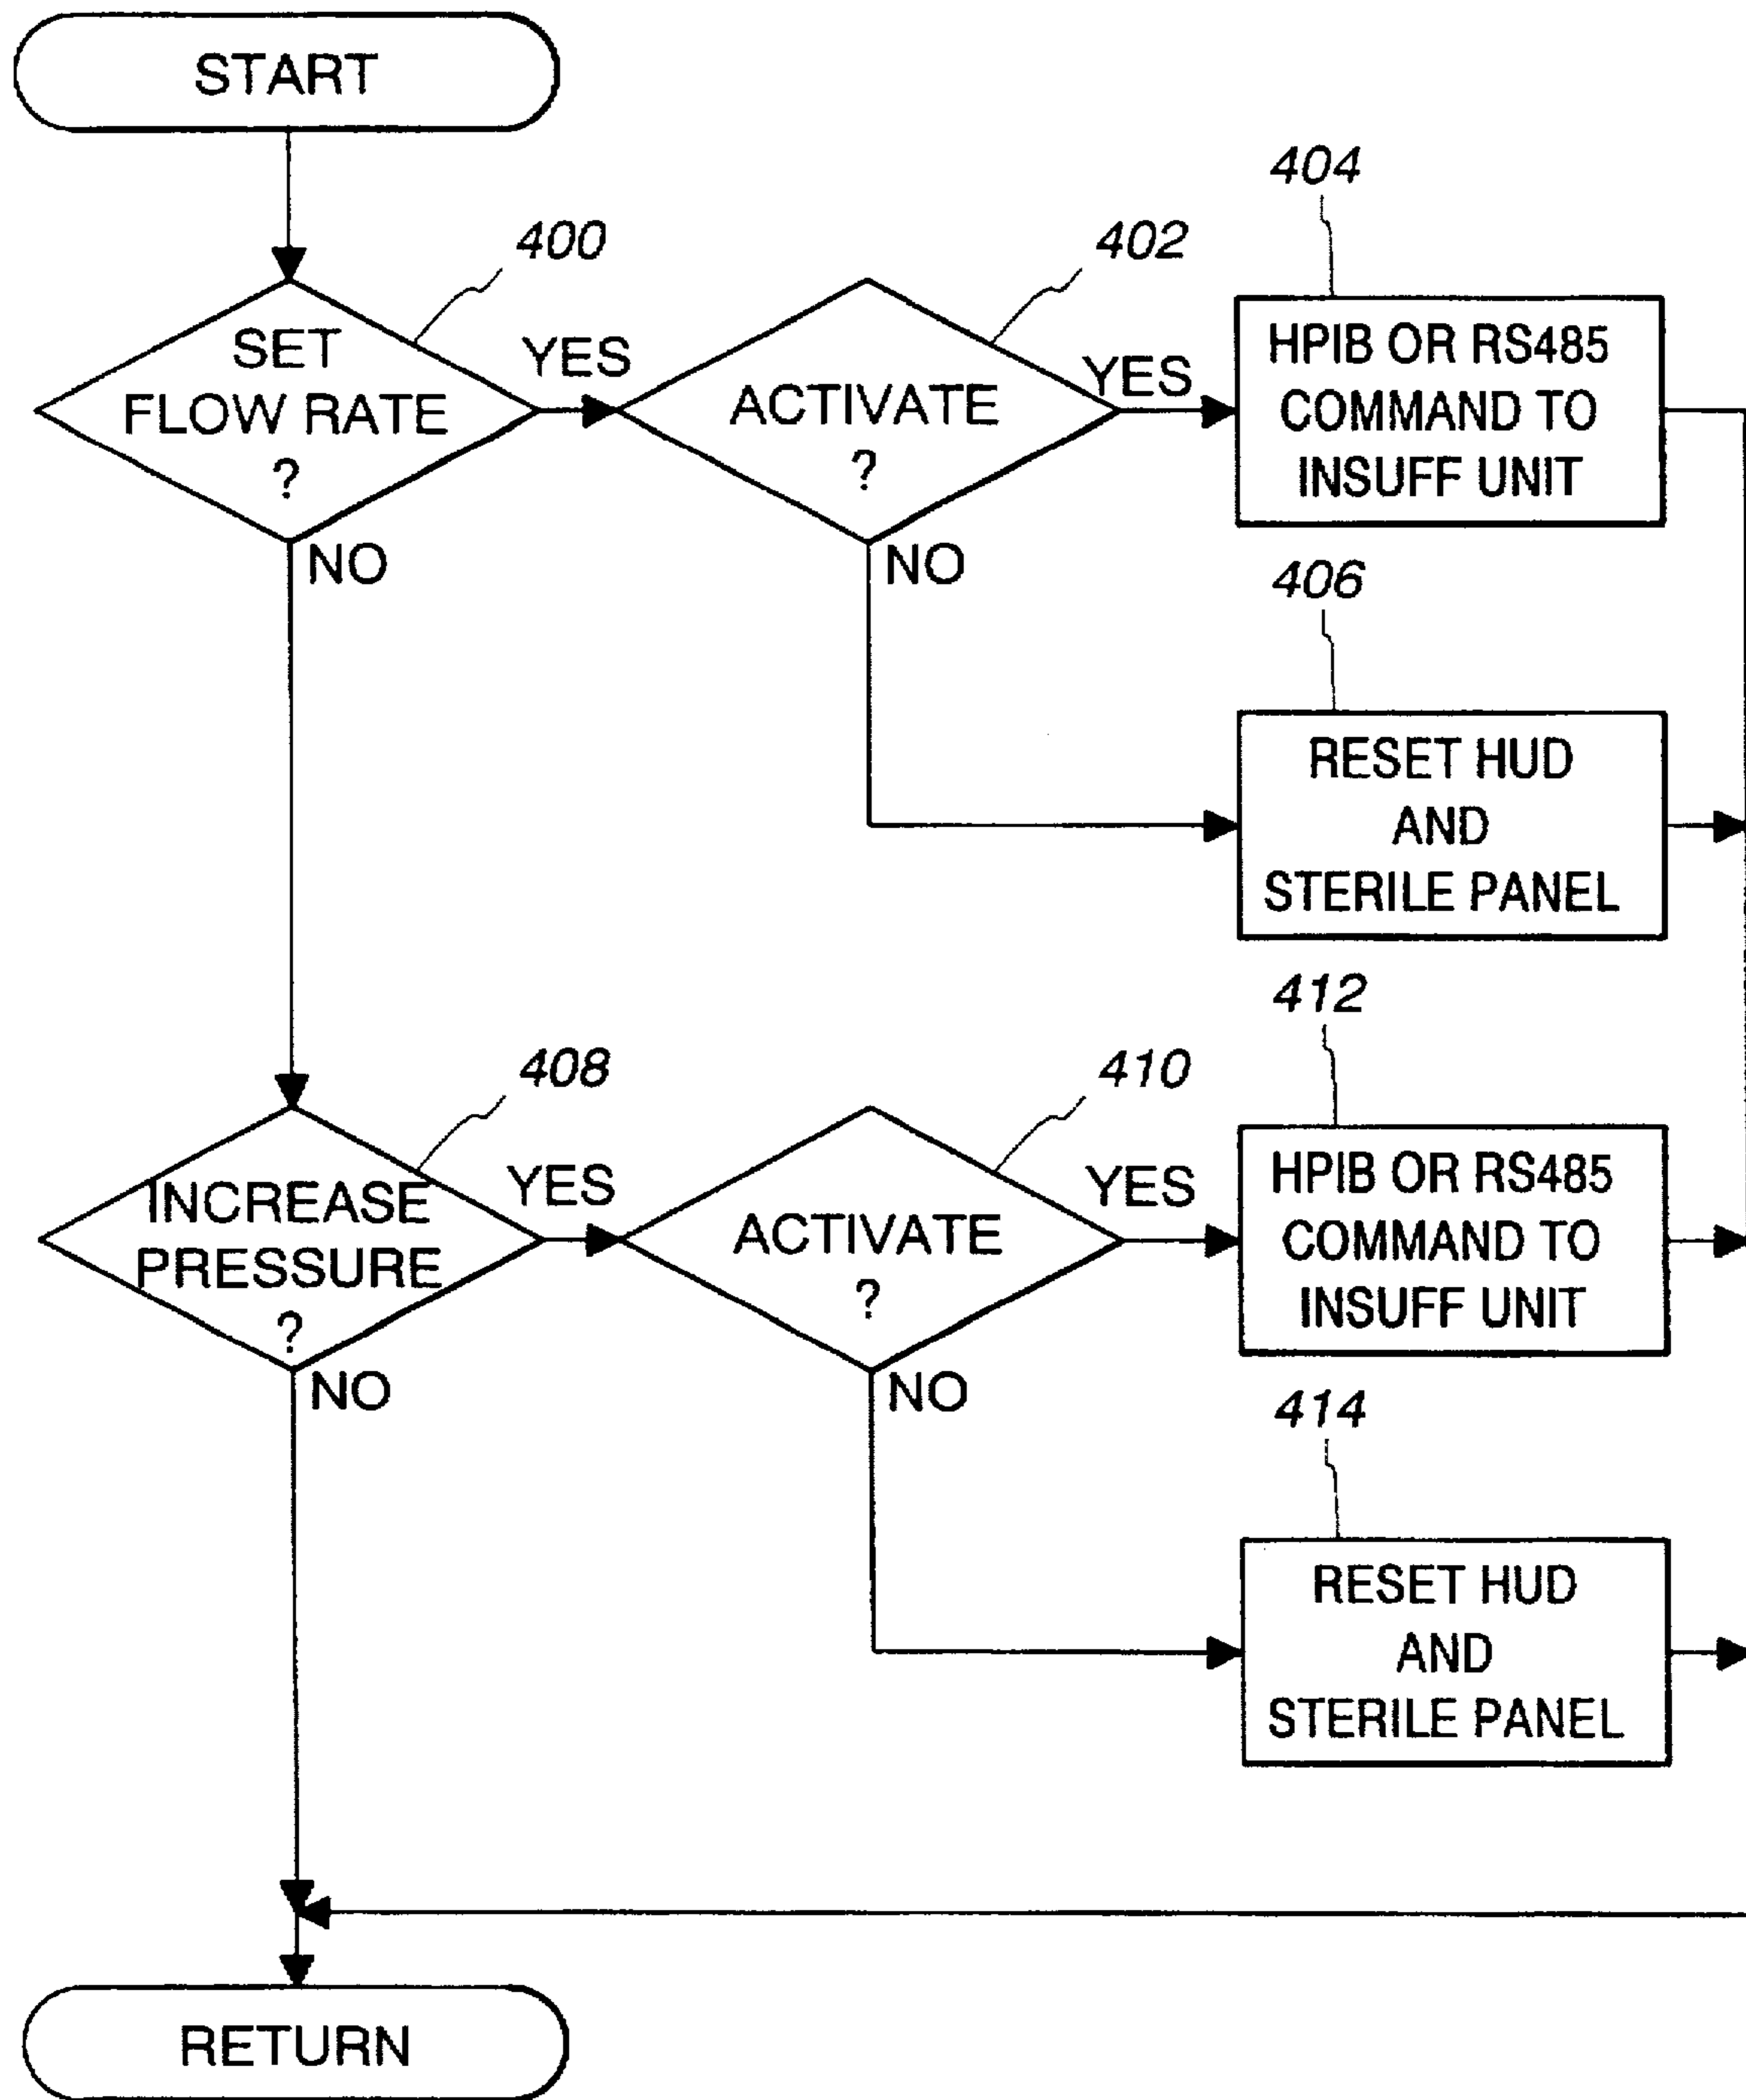 START
400
SET
FLOW RATE
?
YES
NO
402
ACTIVATE
?
YES
NO
404
HPIB OR RS485
COMMAND TO
INSUFF UNIT
406
RESET HUD
AND
STERILE PANEL
408
INCREASE
PRESSURE
?
YES
NO
410
ACTIVATE
?
YES
NO
412
HPIB OR RS485
COMMAND TO
INSUFF UNIT
414
RESET HUD
AND
STERILE PANEL
RETURN